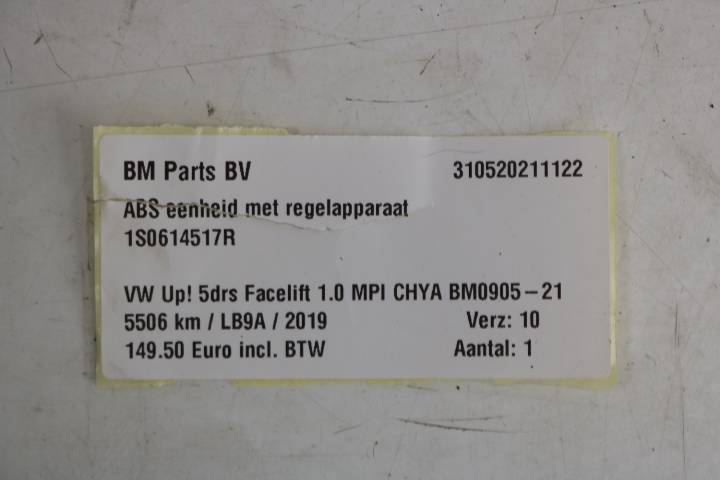 BM Parts BV 310520211122
ABS eenheid met regelapparaat
1S0614517R
VW Up! 5drs Facelift 1.0 MPI CHYA BM0905-21
5506 km / LB9A / 2019 Verz: 10
149.50 Euro incl. BTW Aantal: 1